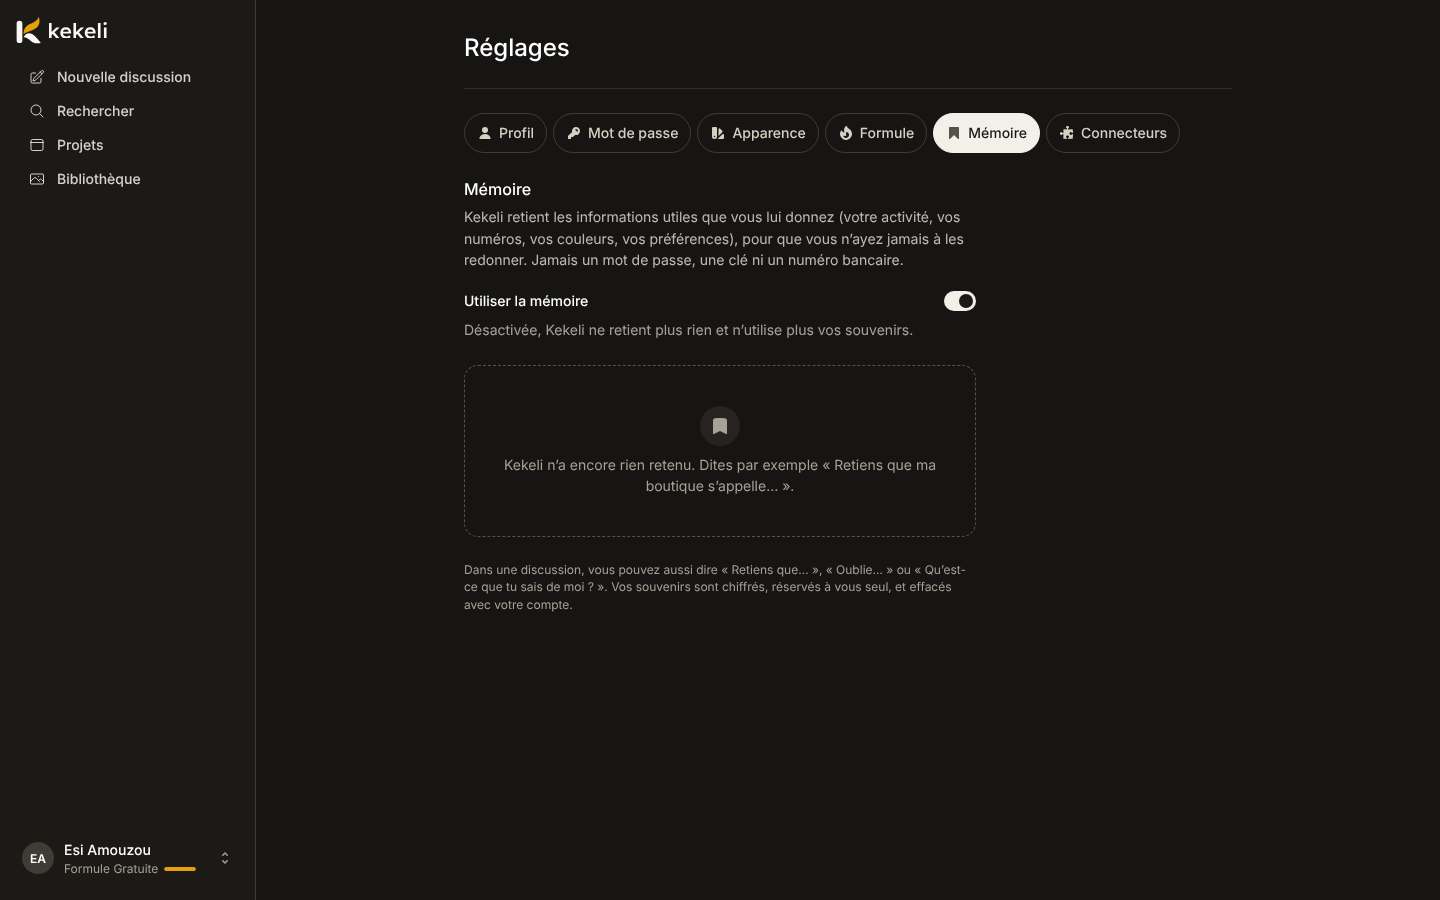 kekeli
Nouvelle discussion
Rechercher
Projets
Bibliothèque
Réglages
Profil
Mot de passe
Apparence
Formule
Mémoire
Connecteurs
Mémoire
Kekeli retient les informations utiles que vous lui donnez (votre activité, vos
numéros, vos couleurs, vos préférences), pour que vous n’ayez jamais à les
redonner. Jamais un mot de passe, une clé ni un numéro bancaire.
Utiliser la mémoire
Désactivée, Kekeli ne retient plus rien et n’utilise plus vos souvenirs.
Kekeli n’a encore rien retenu. Dites par exemple « Retiens que ma
boutique s’appelle… ».
Dans une discussion, vous pouvez aussi dire « Retiens que… », « Oublie… » ou « Qu’est-
ce que tu sais de moi ? ». Vos souvenirs sont chiffrés, réservés à vous seul, et effacés
avec votre compte.
EA
Esi Amouzou
Formule Gratuite